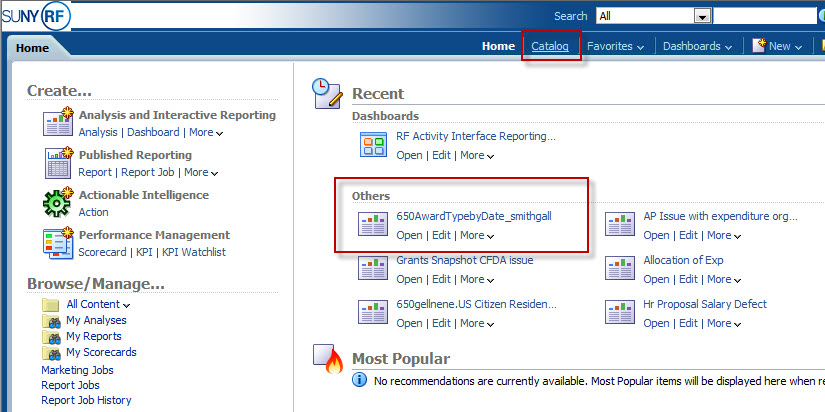 SUNY RF
Search All
Home
Home Catalog Favorites Dashboards New
Create...
Analysis and Interactive Reporting
Analysis | Dashboard | More
Published Reporting
Report | Report Job | More
Actionable Intelligence
Action
Performance Management
Scorecard | KPI | KPI Watchlist
Browse/Manage...
All Content
My Analyses
My Reports
My Scorecards
Marketing Jobs
Report Jobs
Report Job History
Recent
Dashboards
RF Activity Interface Reporting...
Open | Edit | More
Others
650AwardTypebyDate_smithgall
Open | Edit | More
AP Issue with expenditure org...
Open | Edit | More
Grants Snapshot CFDA issue
Open | Edit | More
Allocation of Exp
Open | Edit | More
650gellnene.US Citizen Residen...
Open | Edit | More
Hr Proposal Salary Defect
Open | Edit | More
Most Popular
No recommendations are currently available. Most Popular items will be displayed here when re